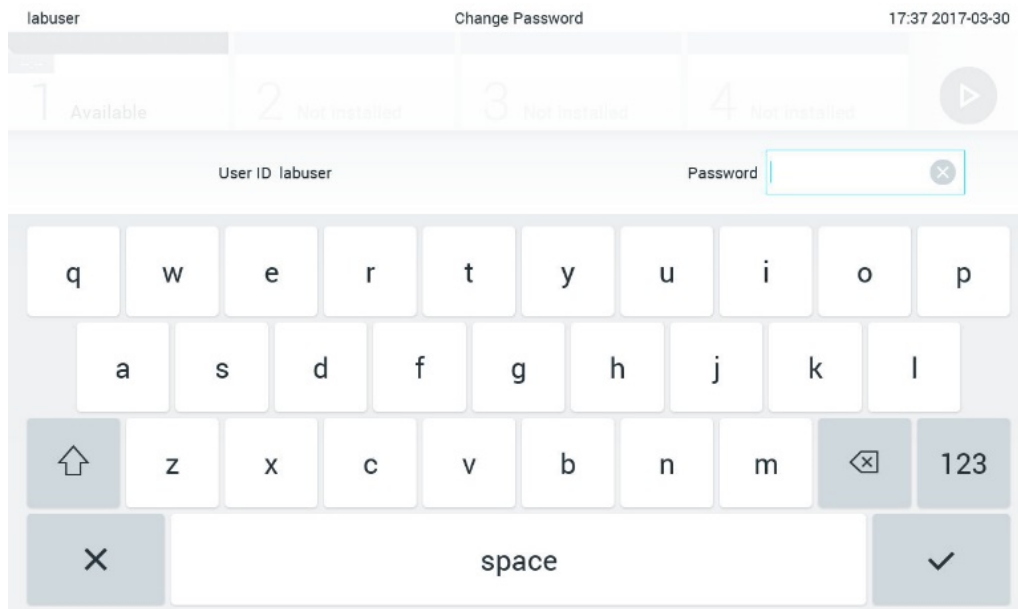 labuser Change Password 17:37 2017-03-30
1 Available 2 Not installed 3 Not installed 4 Not installed
User ID labuser Password
q w e r t y u i o p
a s d f g h j k l
z x c v b n m 123
space